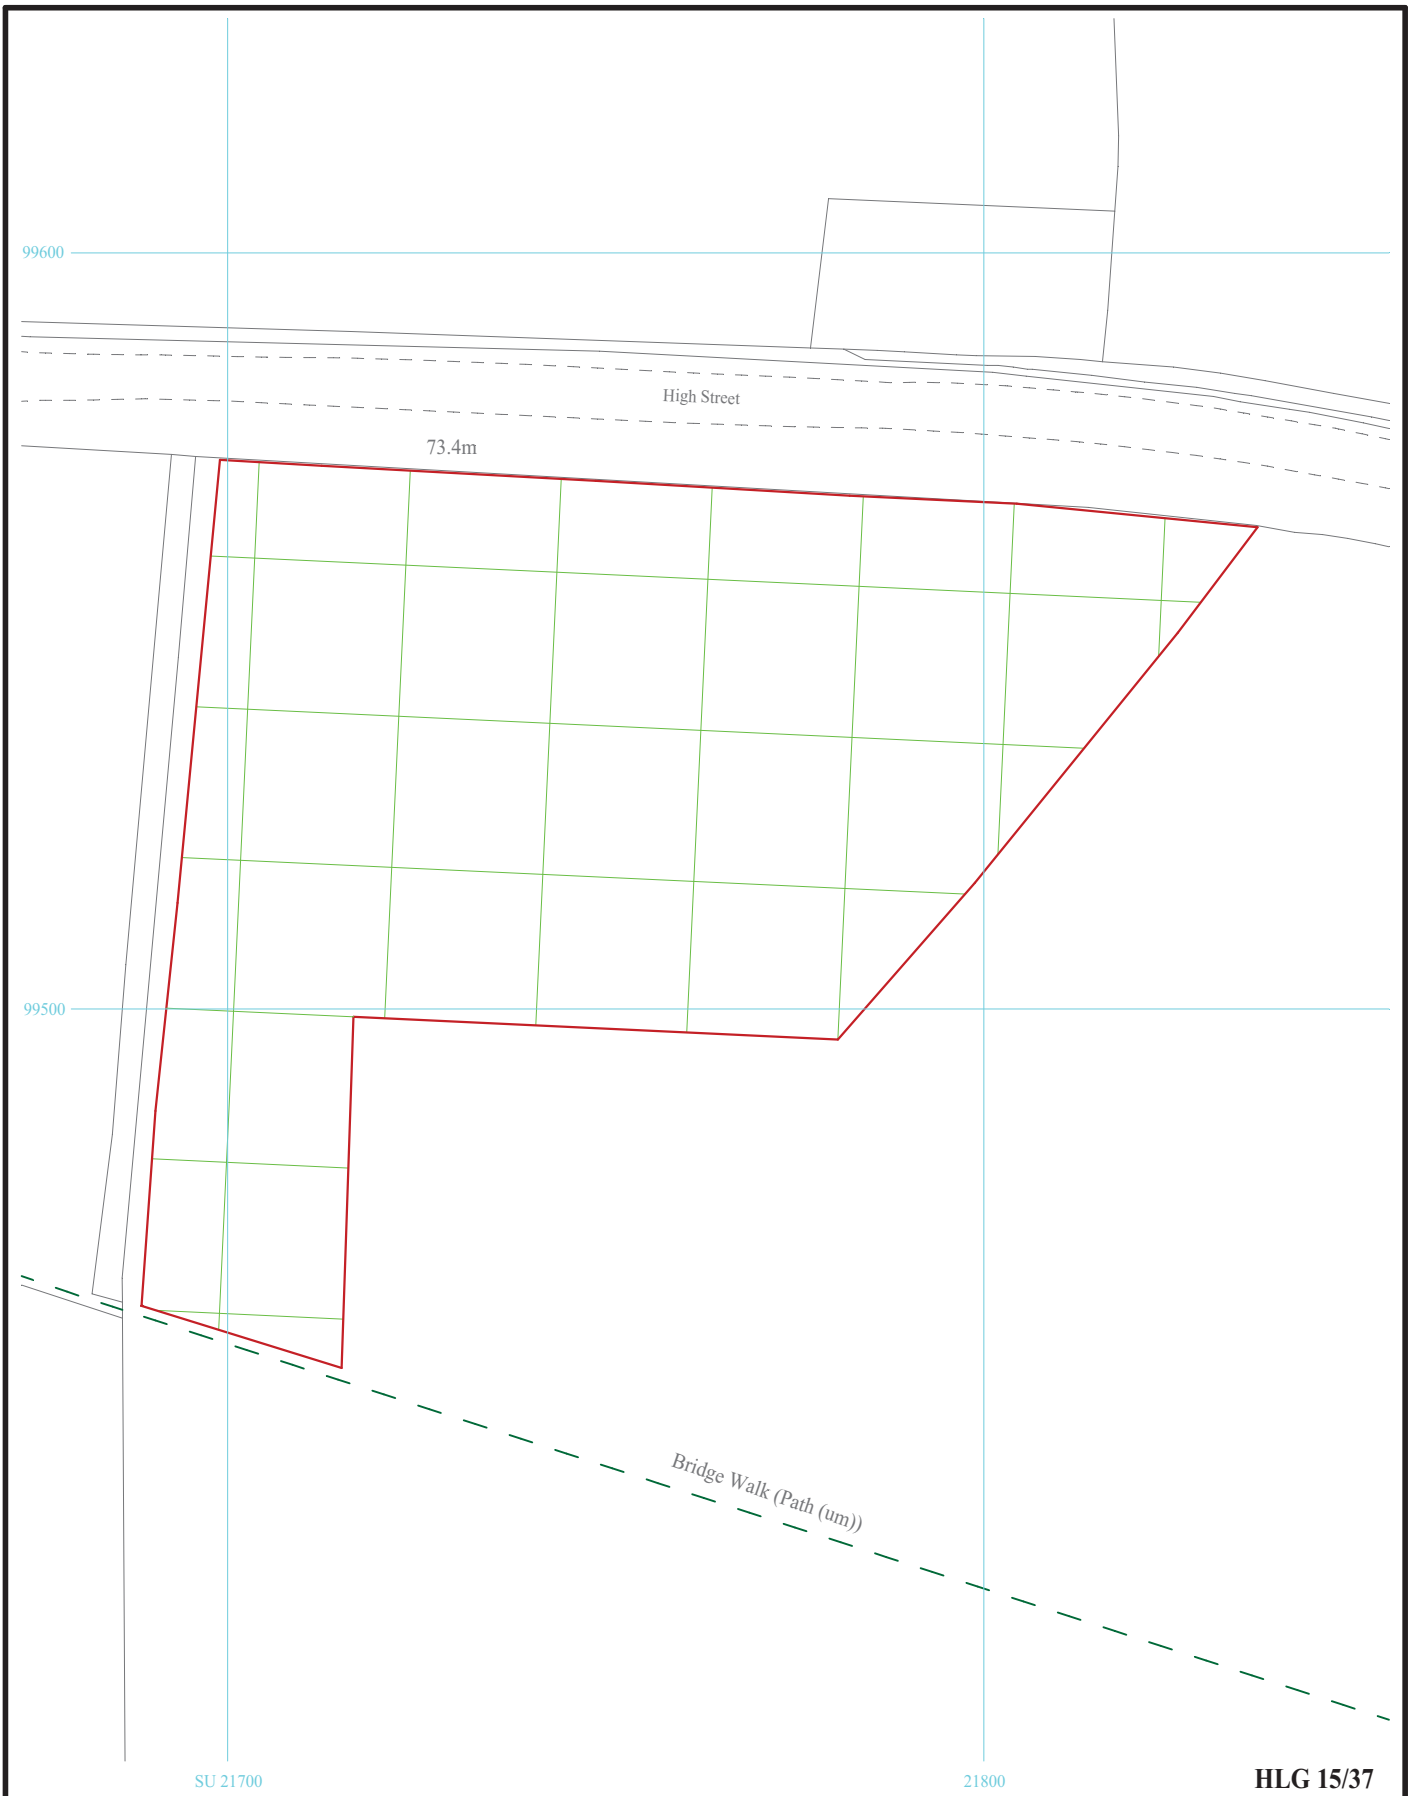 99600
High Street
73.4m
99500
Bridge Walk (Path (um))
SU 21700
21800
HLG 15/37